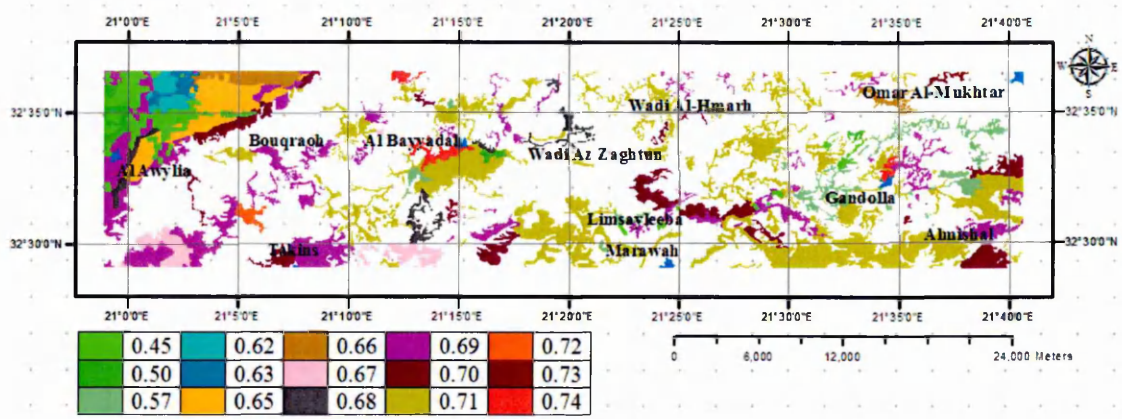 21°0'0"E 21°5'0"E 21°10'0"E 21°15'0"E 21°20'0"E 21°25'0"E 21°30'0"E 21°35'0"E 21°40'0"E
N
W E
S
Omar Al-Mukhtar
Wadi Al-Hmarh
32°35'0"N 32°35'0"N
Bouqraoh Al Bayyadah
Wadi Az Zaghtun
Al Awylia
Gandolla
Limsayleeba
32°30'0"N Takins Marawah 32°30'0"N
21°0'0"E 21°5'0"E 21°10'0"E 21°15'0"E 21°20'0"E 21°25'0"E 21°30'0"E 21°35'0"E 21°40'0"E
0.45 0.62 0.66 0.69 0.72
0.50 0.63 0.67 0.70 0.73
0.57 0.65 0.68 0.71 0.74
0 6,000 12,000 24,000 Meters